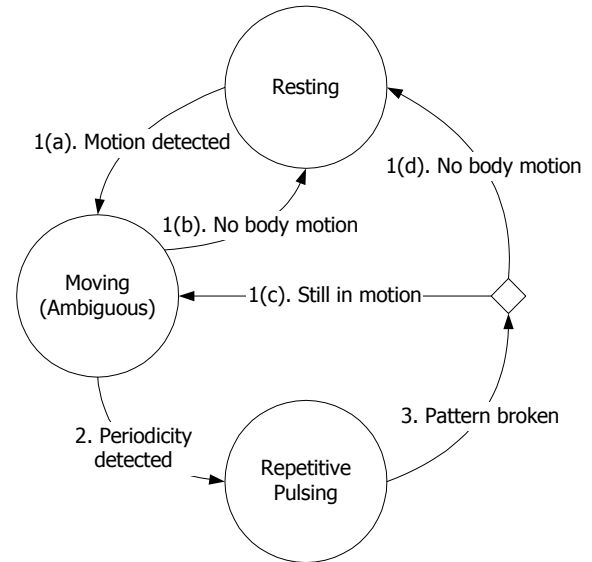 Resting
1(a). Motion detected
1(d). No body motion
1(b). No body motion
Moving
(Ambiguous)
1(c). Still in motion
3. Pattern broken
2. Periodicity
detected
Repetitive
Pulsing